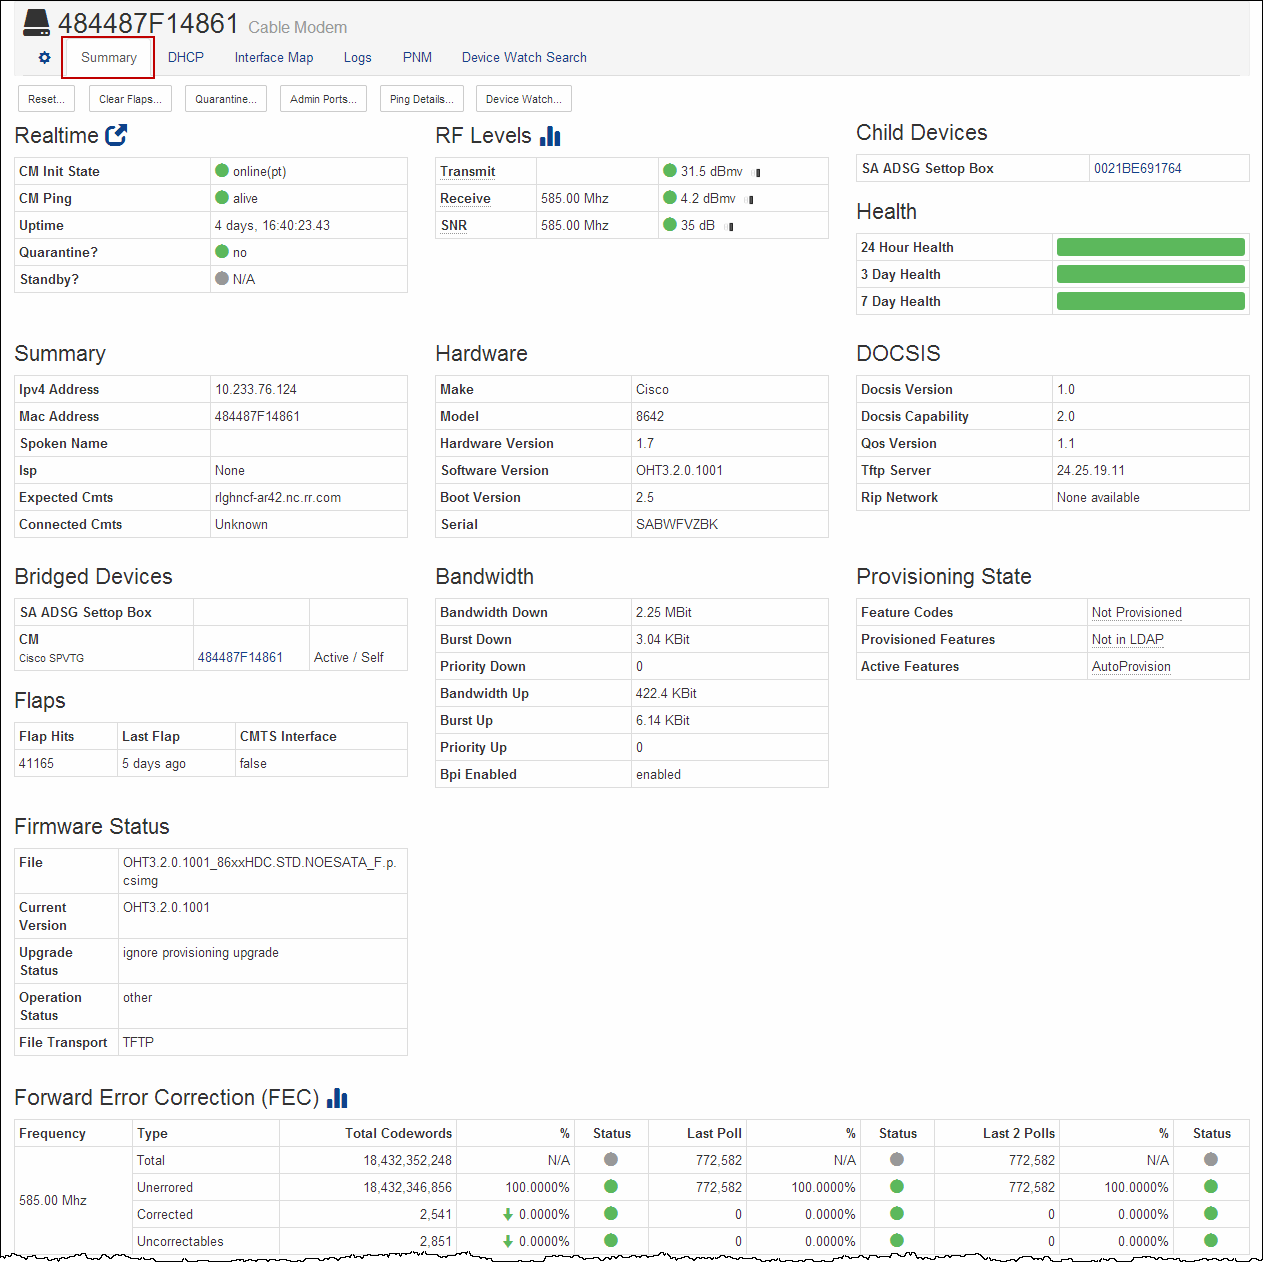 484487F14861 Cable Modem
Summary DHCP Interface Map Logs PNM Device Watch Search
Reset... Clear Flaps... Quarantine... Admin Ports... Ping Details... Device Watch...
Realtime
CM Init State online(pt)
CM Ping alive
Uptime 4 days, 16:40:23.43
Quarantine? no
Standby? N/A
RF Levels
Transmit 31.5 dBmv
Receive 585.00 Mhz 4.2 dBmv
SNR 585.00 Mhz 35 dB
Child Devices
SA ADSG Settop Box 0021BE691764
Health
24 Hour Health
3 Day Health
7 Day Health
Summary
Ipv4 Address 10.233.76.124
Mac Address 484487F14861
Spoken Name
Isp None
Expected Cmts rlghncf-ar42.nc.rr.com
Connected Cmts Unknown
Hardware
Make Cisco
Model 8642
Hardware Version 1.7
Software Version OHT3.2.0.1001
Boot Version 2.5
Serial SABWFVZBK
DOCSIS
Docsis Version 1.0
Docsis Capability 2.0
Qos Version 1.1
Tftp Server 24.25.19.11
Rip Network None available
Bridged Devices
SA ADSG Settop Box
CM
Cisco SPVTG 484487F14861 Active / Self
Flaps
Flap Hits Last Flap CMTS Interface
41165 5 days ago false
Bandwidth
Bandwidth Down 2.25 MBit
Burst Down 3.04 KBit
Priority Down 0
Bandwidth Up 422.4 KBit
Burst Up 6.14 KBit
Priority Up 0
Bpi Enabled enabled
Provisioning State
Feature Codes Not Provisioned
Provisioned Features Not in LDAP
Active Features AutoProvision
Firmware Status
File OHT3.2.0.1001_86xxHDC.STD.NOESATA_F.p.
csimg
Current OHT3.2.0.1001
Version
Upgrade ignore provisioning upgrade
Status
Operation other
Status
File Transport TFTP
Forward Error Correction (FEC)
Frequency Type Total Codewords % Status Last Poll % Status Last 2 Polls % Status
585.00 Mhz
Total 18,432,352,248 N/A 772,582 N/A 772,582 N/A
Unerrored 18,432,346,856 100.0000% 772,582 100.0000% 772,582 100.0000%
Corrected 2,541 0.0000% 0 0.0000% 0 0.0000%
Uncorrectables 2,851 0.0000% 0 0.0000% 0 0.0000%